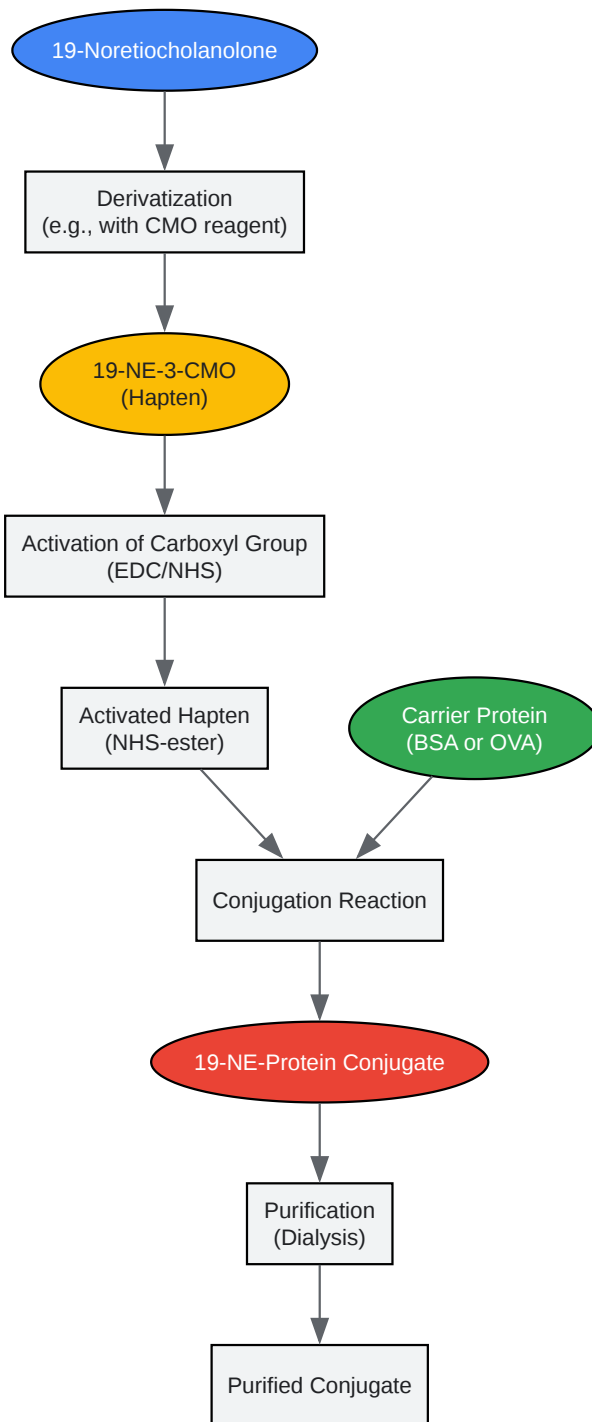 19-Noretiocholanolone
Derivatization
(e.g., with CMO reagent)
19-NE-3-CMO
(Hapten)
Activation of Carboxyl Group
(EDC/NHS)
Activated Hapten
(NHS-ester)
Carrier Protein
(BSA or OVA)
Conjugation Reaction
19-NE-Protein Conjugate
Purification
(Dialysis)
Purified Conjugate